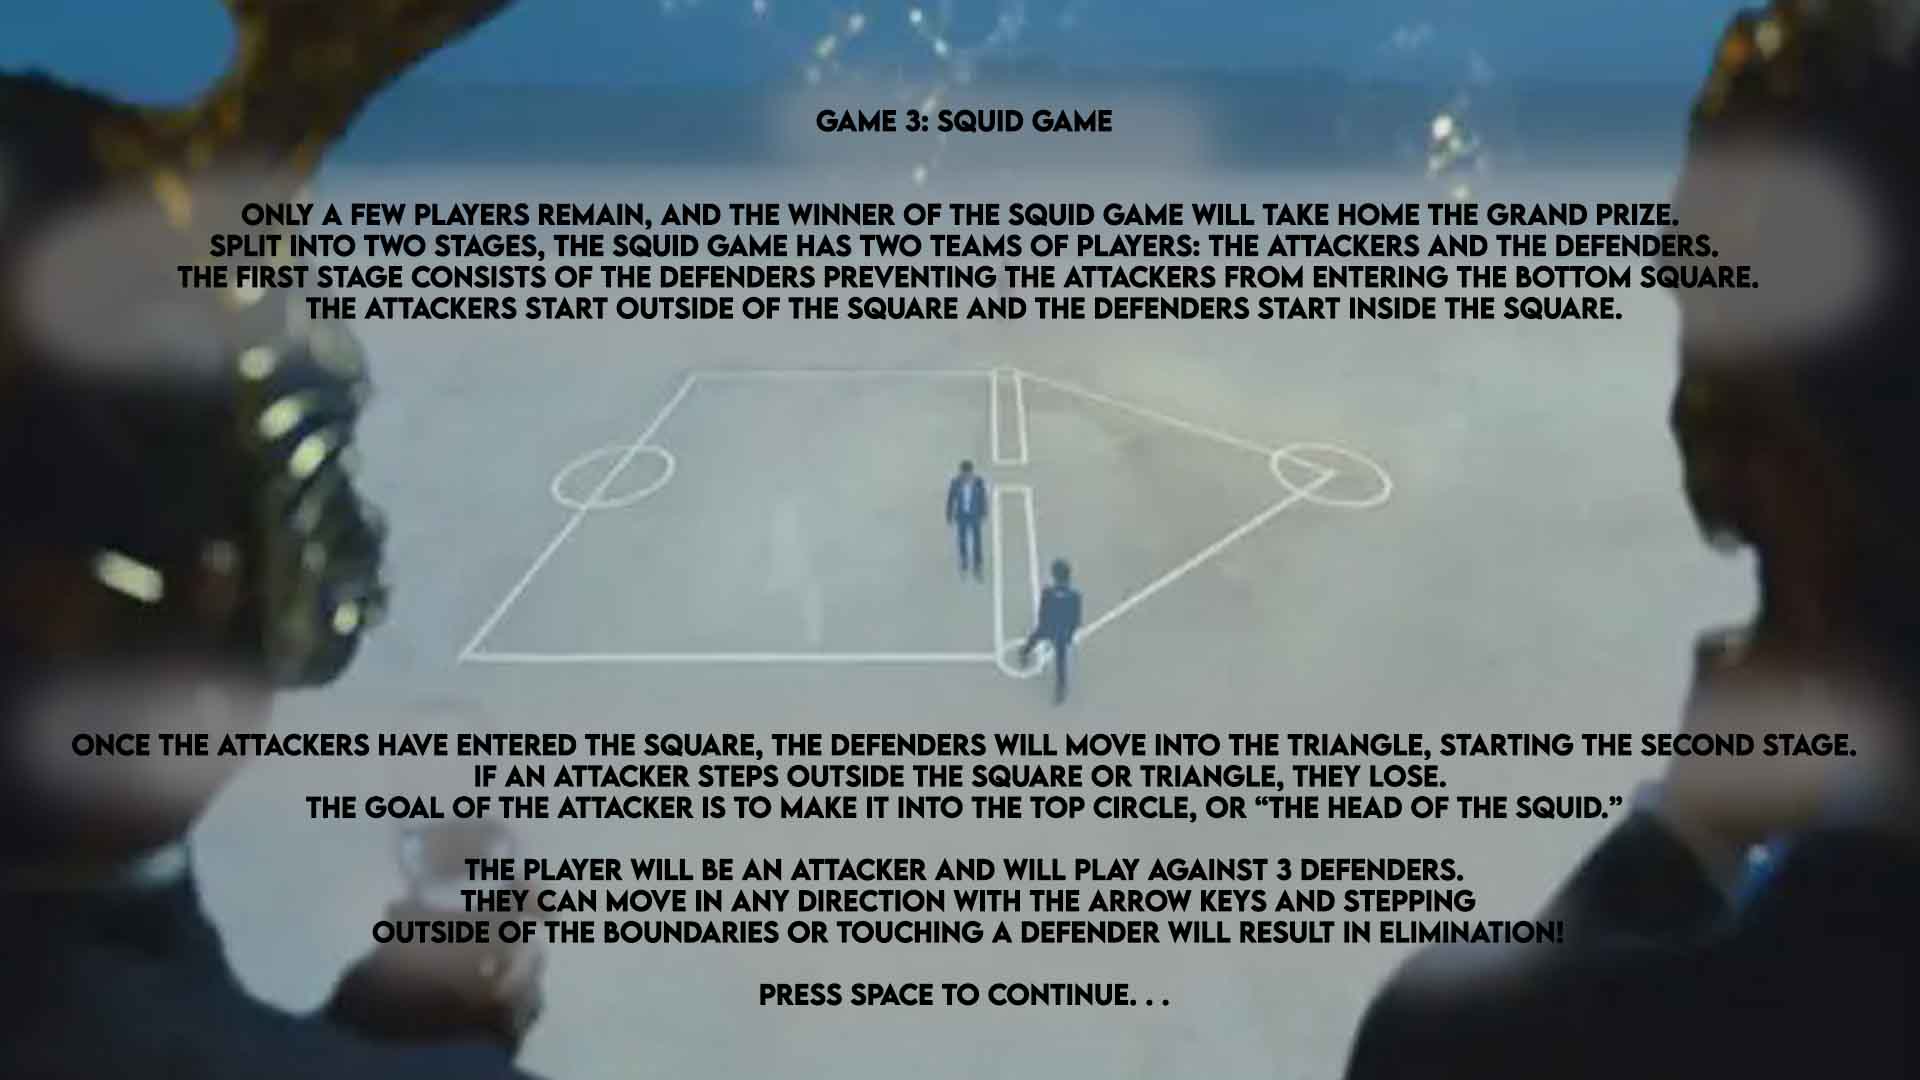 GAME 3: SQUID GAME
ONLY A FEW PLAYERS REMAIN, AND THE WINNER OF THE SQUID GAME WILL TAKE HOME THE GRAND PRIZE.
SPLIT INTO TWO STAGES, THE SQUID GAME HAS TWO TEAMS OF PLAYERS: THE ATTACKERS AND THE DEFENDERS.
THE FIRST STAGE CONSISTS OF THE DEFENDERS PREVENTING THE ATTACKERS FROM ENTERING THE BOTTOM SQUARE.
THE ATTACKERS START OUTSIDE OF THE SQUARE AND THE DEFENDERS START INSIDE THE SQUARE.
ONCE THE ATTACKERS HAVE ENTERED THE SQUARE, THE DEFENDERS WILL MOVE INTO THE TRIANGLE, STARTING THE SECOND STAGE.
IF AN ATTACKER STEPS OUTSIDE THE SQUARE OR TRIANGLE, THEY LOSE.
THE GOAL OF THE ATTACKER IS TO MAKE IT INTO THE TOP CIRCLE, OR “THE HEAD OF THE SQUID.”
THE PLAYER WILL BE AN ATTACKER AND WILL PLAY AGAINST 3 DEFENDERS.
THEY CAN MOVE IN ANY DIRECTION WITH THE ARROW KEYS AND STEPPING
OUTSIDE OF THE BOUNDARIES OR TOUCHING A DEFENDER WILL RESULT IN ELIMINATION!
PRESS SPACE TO CONTINUE. . .